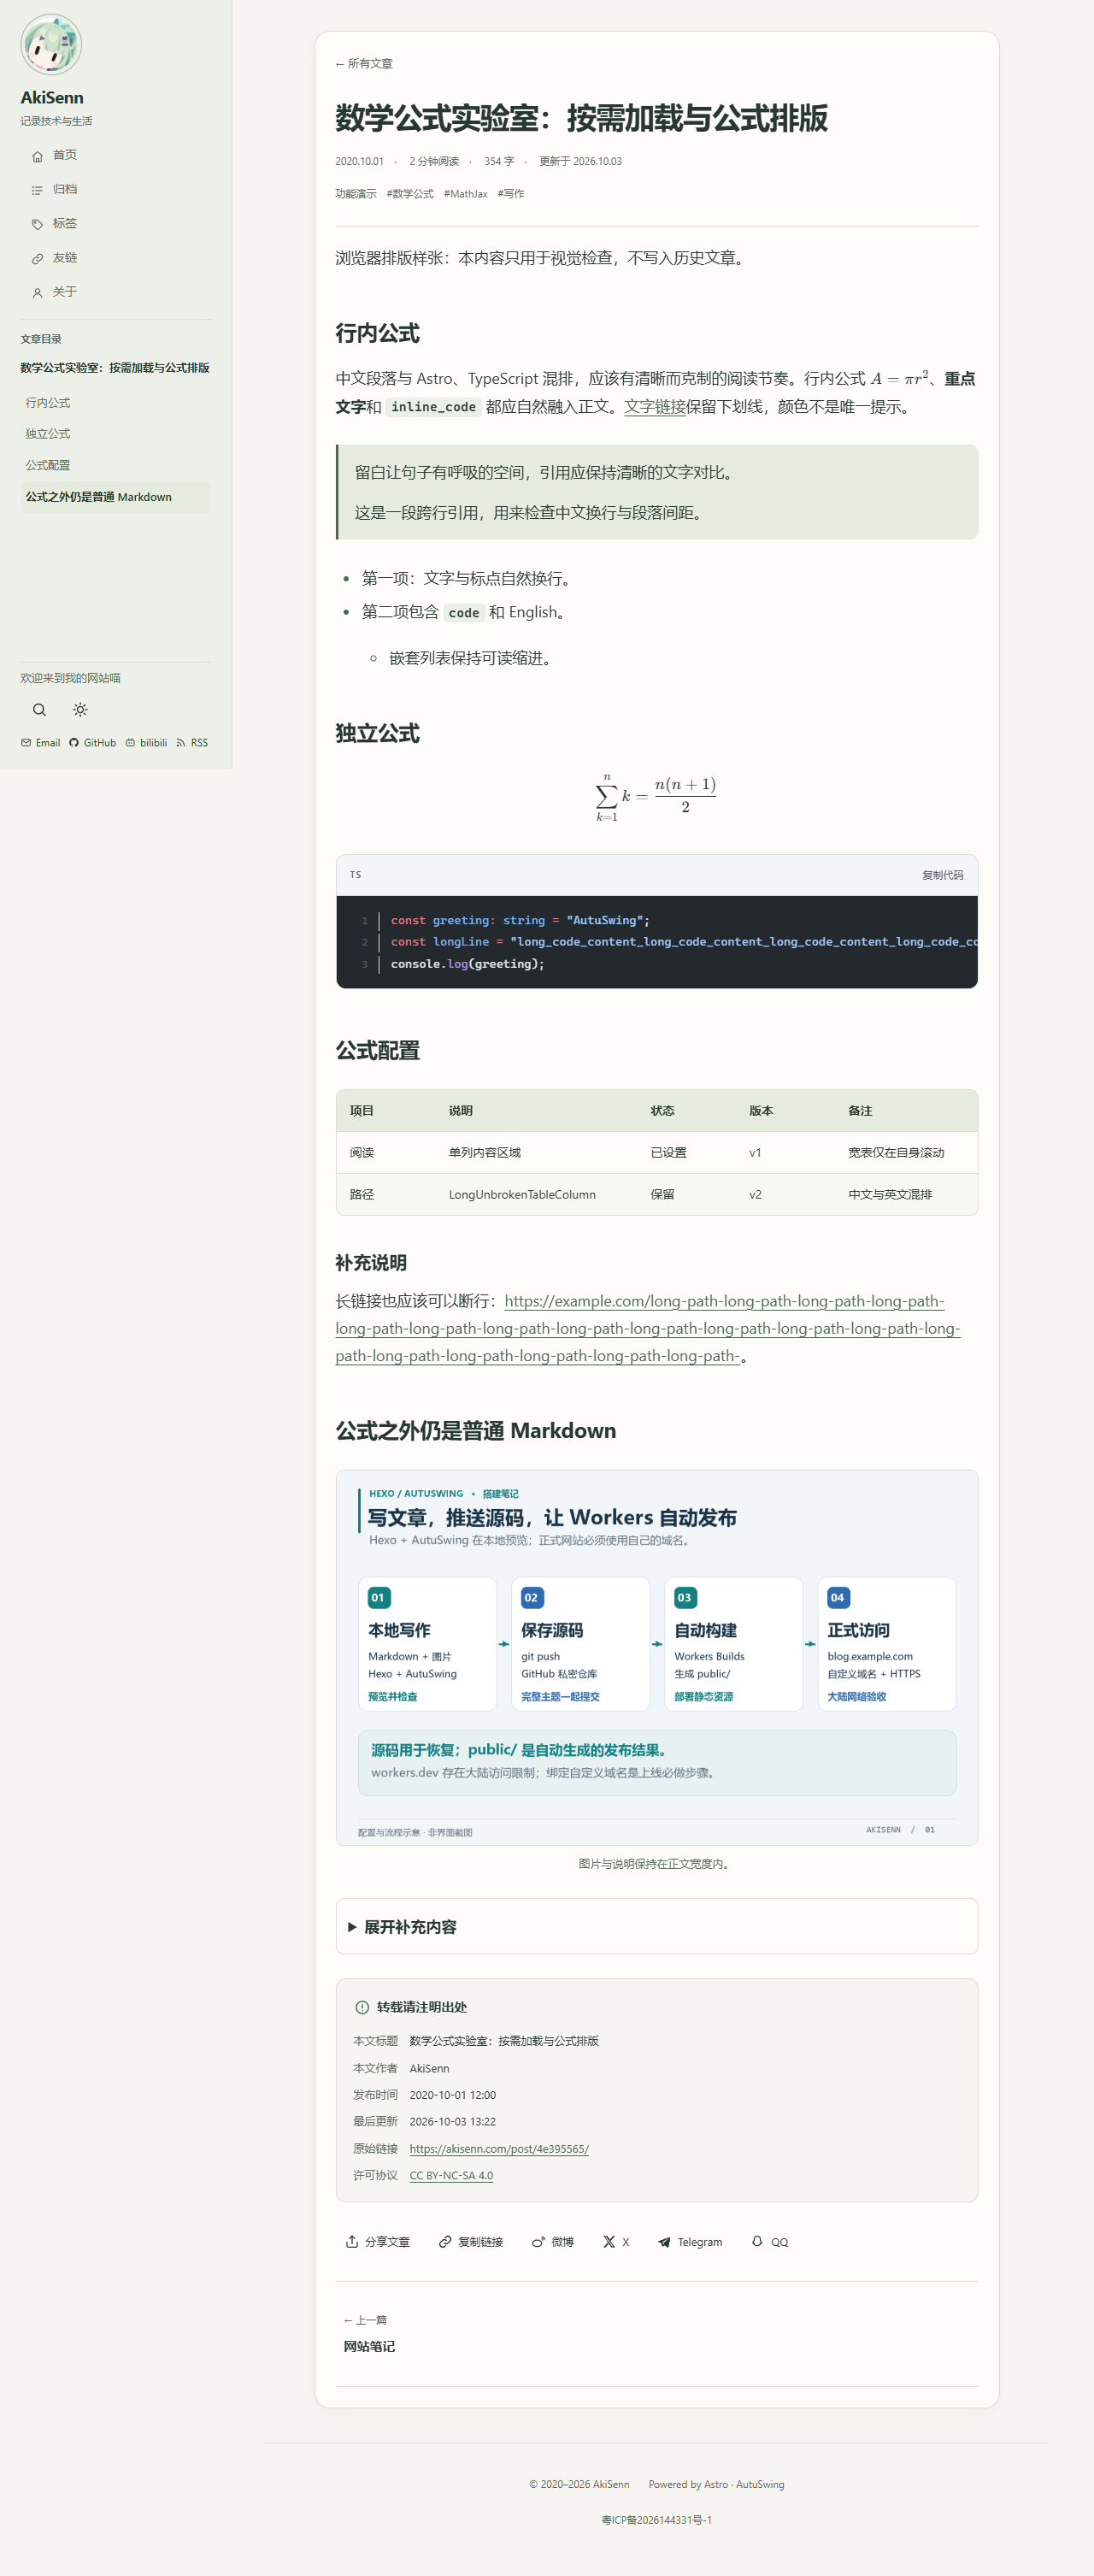 AkiSenn
记录技术与生活
首页
归档
标签
友链
关于
文章目录
数学公式实验室：按需加载与公式排版
行内公式
独立公式
公式配置
公式之外仍是普通 Markdown
欢迎来到我的网站喵
Email GitHub bilibili RSS
← 所有文章
数学公式实验室：按需加载与公式排版
2020.10.01 · 2 分钟阅读 · 354 字 · 更新于 2026.10.03
功能演示 #数学公式 #MathJax #写作
浏览器排版样张：本内容只用于视觉检查，不写入历史文章。
行内公式
中文段落与 Astro、TypeScript 混排，应该有清晰而克制的阅读节奏。行内公式 A = πr²、重点
文字和 inline_code 都应自然融入正文。文字链接保留下划线，颜色不是唯一提示。
留白让句子有呼吸的空间，引用应保持清晰的文字对比。
这是一段跨行引用，用来检查中文换行与段落间距。
• 第一项：文字与标点自然换行。
• 第二项包含 code 和 English。
◦ 嵌套列表保持可读缩进。
独立公式
n
∑ k = n(n + 1)
k=1 2
TS 复制代码
1 const greeting: string = "AutuSwing";
2 const longLine = "long_code_content_long_code_content_long_code_content_long_code_cc
3 console.log(greeting);
公式配置
项目 说明 状态 版本 备注
阅读 单列内容区域 已设置 v1 宽表仅在自身滚动
路径 LongUnbrokenTableColumn 保留 v2 中文与英文混排
补充说明
长链接也应该可以断行：https://example.com/long-path-long-path-long-path-long-path-
long-path-long-path-long-path-long-path-long-path-long-path-long-path-long-path-long-
path-long-path-long-path-long-path-long-path-long-path-。
公式之外仍是普通 Markdown
HEXO / AUTUSWING • 搭建笔记
写文章，推送源码，让 Workers 自动发布
Hexo + AutuSwing 在本地预览；正式网站必须使用自己的域名。
01
本地写作
Markdown + 图片
Hexo + AutuSwing
预览并检查
02
保存源码
git push
GitHub 私密仓库
完整主题一起提交
03
自动构建
Workers Builds
生成 public/
部署静态资源
04
正式访问
blog.example.com
自定义域名 + HTTPS
大陆网络验收
源码用于恢复；public/ 是自动生成的发布结果。
workers.dev 存在大陆访问限制；绑定自定义域名是上线必做步骤。
配置与流程示意 · 非界面截图 AKISENN / 01
图片与说明保持在正文宽度内。
▶ 展开补充内容
转载请注明出处
本文标题 数学公式实验室：按需加载与公式排版
本文作者 AkiSenn
发布时间 2020-10-01 12:00
最后更新 2026-10-03 13:22
原始链接 https://akisenn.com/post/4e395565/
许可协议 CC BY-NC-SA 4.0
分享文章 复制链接 微博 X Telegram QQ
← 上一篇
网站笔记
© 2020–2026 AkiSenn Powered by Astro · AutuSwing
粤ICP备2026144331号-1